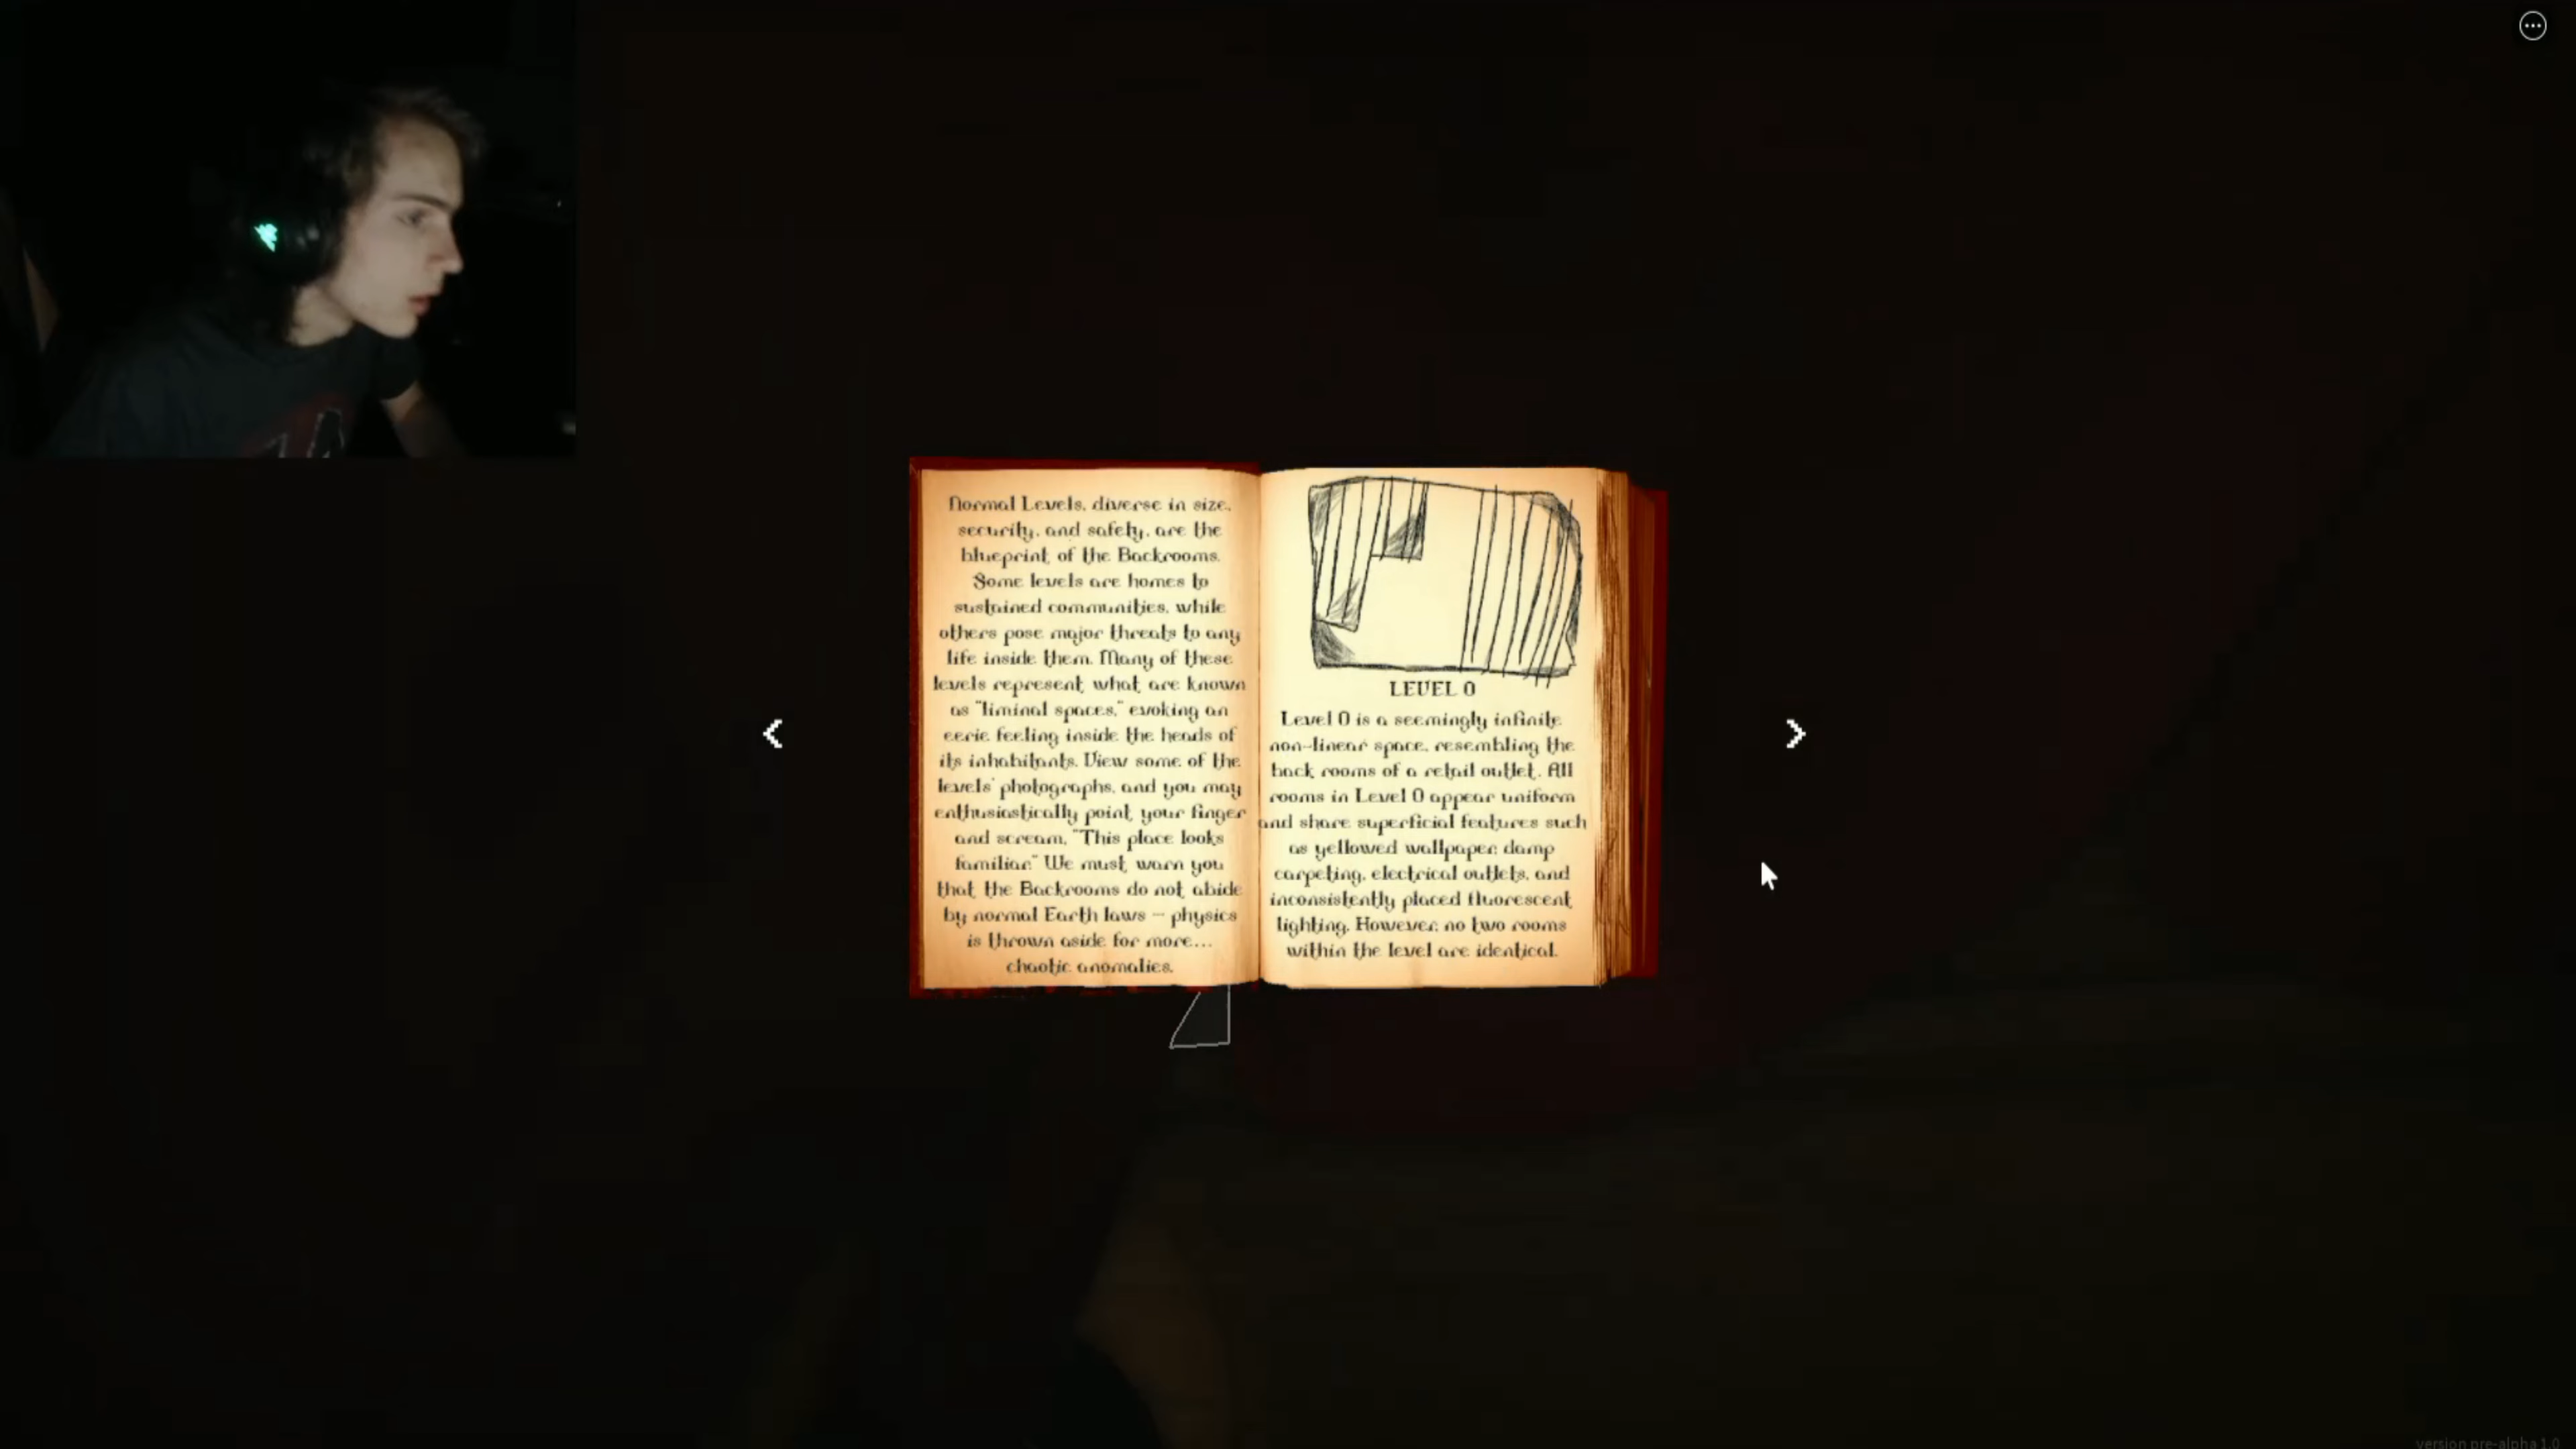 Normal Levels, diverse in size,
security, and safety, are the
blueprint of the Backrooms.
Some levels are homes to
sustained communities, while
others pose major threats to any
life inside them. Many of these
levels represent what are known
as "liminal spaces," evoking an
eerie feeling inside the heads of
its inhabitants. View some of the
levels' photographs, and you may
enthusiastically point your finger
and scream, "This place looks
familiar." We must warn you
that the Backrooms do not abide
by normal Earth laws – physics
is thrown aside for more...
chaotic anomalies.
LEVEL 0
Level 0 is a seemingly infinite
non-linear space, resembling the
back rooms of a retail outlet. All
rooms in Level 0 appear uniform
and share superficial features such
as yellowed wallpaper, damp
carpeting, electrical outlets, and
inconsistently placed fluorescent
lighting. However, no two rooms
within the level are identical.
version pre-alpha 1.0